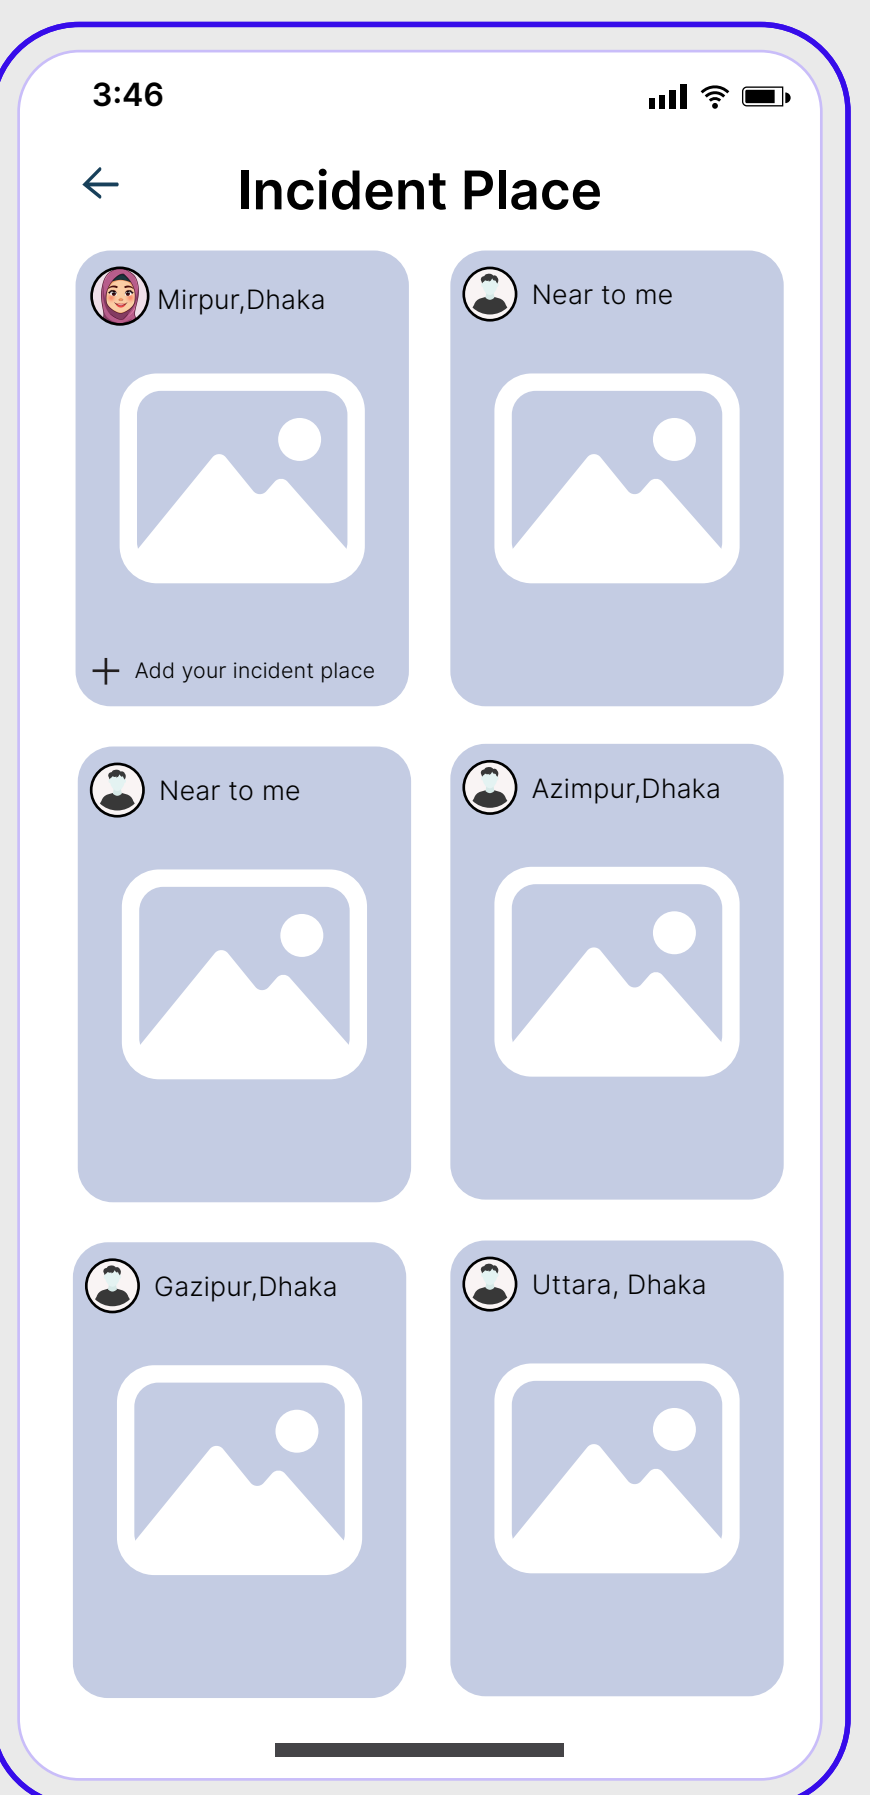 3:46
Incident Place
Mirpur,Dhaka
Near to me
Add your incident place
Near to me
Azimpur,Dhaka
Gazipur,Dhaka
Uttara, Dhaka